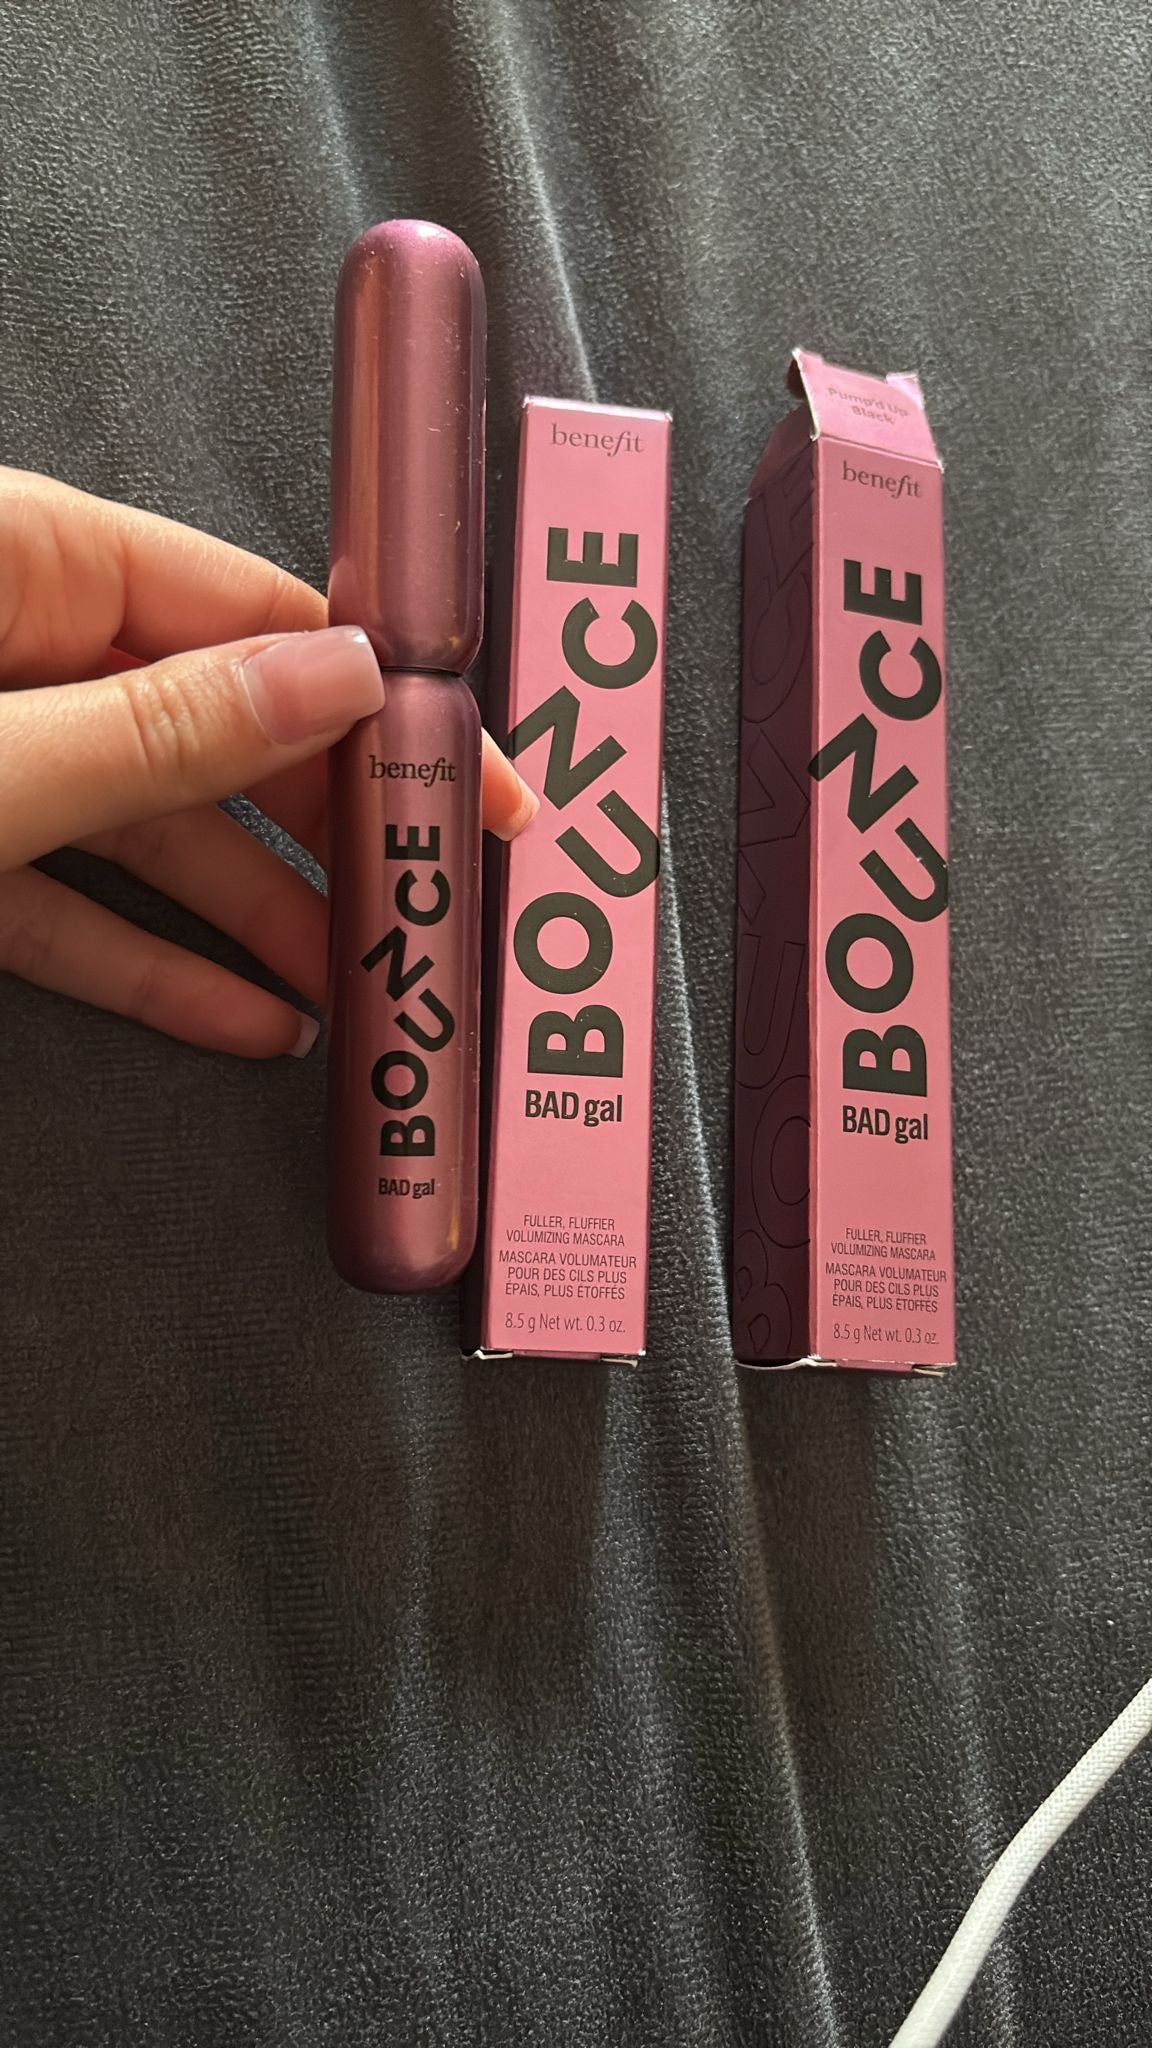 benefit
BOUNCE
BAD gal
benefit
BOUNCE
BAD gal
FULLER, FLUFFIER
VOLUMIZING MASCARA
MASCARA VOLUMATEUR
POUR DES CILS PLUS
ÉPAIS, PLUS ÉTOFFÉS
8.5 g Net wt. 0.3 oz.
Pump'd Up
Black
benefit
BOUNCE
BAD gal
FULLER, FLUFFIER
VOLUMIZING MASCARA
MASCARA VOLUMATEUR
POUR DES CILS PLUS
ÉPAIS, PLUS ÉTOFFÉS
8.5 g Net wt. 0.3 oz.